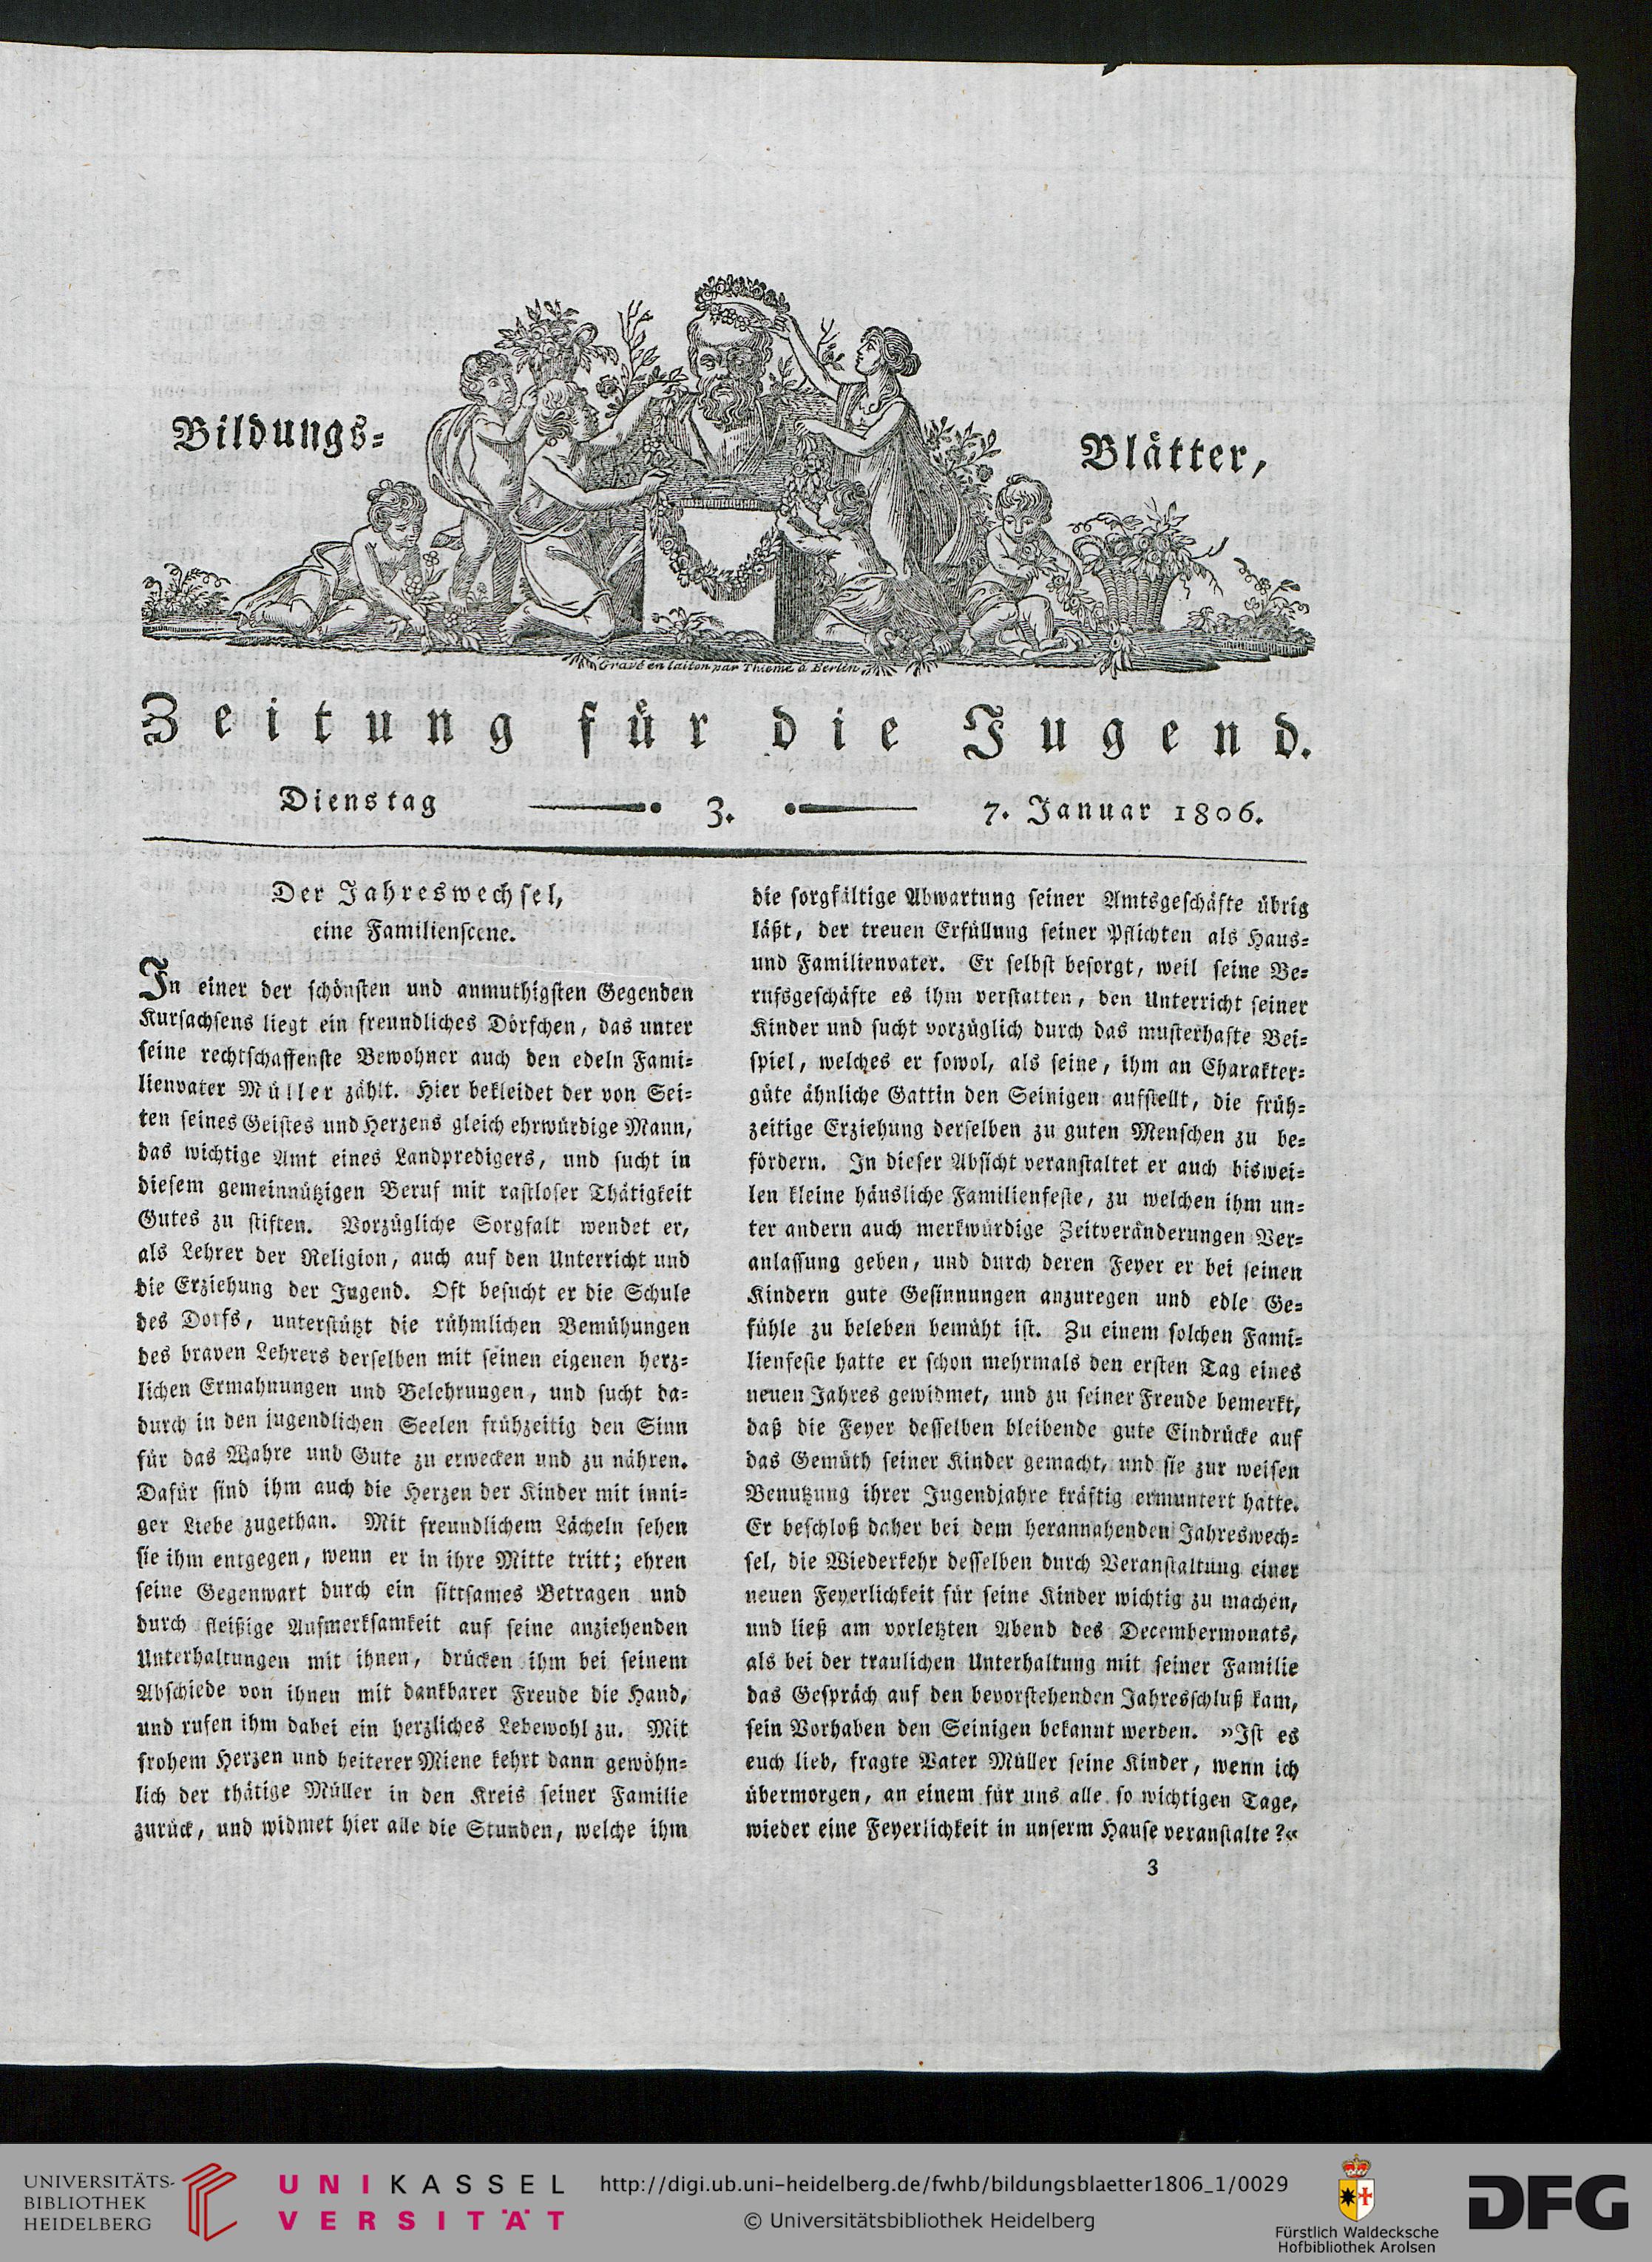 Bildungs-
Blåtter,
Gravé en laiton par Thieme à Berlin
Zeitung fůr die Jugend.
Dienstag 3. 7. Januar 1806.
Der Jahreswechsel,
eine Familienscene.
In einer der schönsten und anmuthigsten Gegenden
Kursachsens liegt ein freundliches Dörfchen, das unter
seine rechtschaffenste Bewohner auch den edeln Fami-
lienvater Müller zählt. Hier bekleidet der von Sei-
ten seines Geistes und Herzens gleich ehrwürdige Mann,
das wichtige Amt eines Landpredigers, und sucht in
diesem gemeinnützigen Beruf mit rastloser Thätigkeit
Gutes zu stiften. Vorzügliche Sorgfalt wendet er,
als Lehrer der Religion, auch auf den Unterricht und
die Erziehung der Jugend. Oft besucht er die Schule
des Dorfs, unterstützt die rühmlichen Bemühungen
des braven Lehrers derselben mit seinen eigenen herz-
lichen Ermahnungen und Belehrungen, und sucht da-
durch in den jugendlichen Seelen frühzeitig den Sinn
für das Wahre und Gute zu erwecken und zu nähren.
Dafür sind ihm auch die Herzen der Kinder mit inni-
ger Liebe zugethan. Mit freundlichem Lächeln sehen
sie ihm entgegen, wenn er in ihre Mitte tritt; ehren
seine Gegenwart durch ein sittsames Betragen und
durch fleißige Aufmerksamkeit auf seine anziehenden
Unterhaltungen mit ihnen, drücken ihm bei seinem
Abschiede von ihnen mit dankbarer Freude die Hand,
und rufen ihm dabei ein herzliches Lebewohl zu. Mit
frohem Herzen und heiterer Miene kehrt dann gewöhn-
lich der thätige Müller in den Kreis seiner Familie
zurück, und widmet hier alle die Stunden, welche ihm
die sorgfältige Abwartung seiner Amtsgeschäfte übrig
läßt, der treuen Erfüllung seiner Pflichten als Haus-
und Familienvater. Er selbst besorgt, weil seine Be-
rufsgeschäfte es ihm verstatten, den Unterricht seiner
Kinder und sucht vorzüglich durch das musterhafte Bei-
spiel, welches er sowol, als seine, ihm an Charakter-
güte ähnliche Gattin den Seinigen aufstellt, die früh-
zeitige Erziehung derselben zu guten Menschen zu be-
fördern. In dieser Absicht veranstaltet er auch biswei-
len kleine häusliche Familienfeste, zu welchen ihm un-
ter andern auch merkwürdige Zeitveränderungen Ver-
anlassung geben, und durch deren Feyer er bei seinen
Kindern gute Gesinnungen anzuregen und edle Ge-
fühle zu beleben bemüht ist. Zu einem solchen Fami-
lienfeste hatte er schon mehrmals den ersten Tag eines
neuen Jahres gewidmet, und zu seiner Freude bemerkt,
daß die Feyer desselben bleibende gute Eindrücke auf
das Gemüth seiner Kinder gemacht, und sie zur weisen
Benutzung ihrer Jugendjahre kräftig ermuntert hatte.
Er beschloß daher bei dem herannahenden Jahreswech-
sel, die Wiederkehr desselben durch Veranstaltung einer
neuen Feyerlichkeit für seine Kinder wichtig zu machen,
und ließ am vorletzten Abend des Decembermonats,
als bei der traulichen Unterhaltung mit seiner Familie
das Gespräch auf den bevorstehenden Jahresschluß kam,
sein Vorhaben den Seinigen bekannt werden. »Ist es
euch lieb, fragte Vater Müller seine Kinder, wenn ich
übermorgen, an einem für uns alle so wichtigen Tage,
wieder eine Feyerlichkeit in unserm Hause veranstalte?«
3
UNIVERSITÄTS-
BIBLIOTHEK
HEIDELBERG
UNIKASSEL
VERSITÄT
http://digi.ub.uni-heidelberg.de/fwhb/bildungsblaetter1806_1/0029
© Universitätsbibliothek Heidelberg
Fürstlich Waldecksche
Hofbibliothek Arolsen
DFG